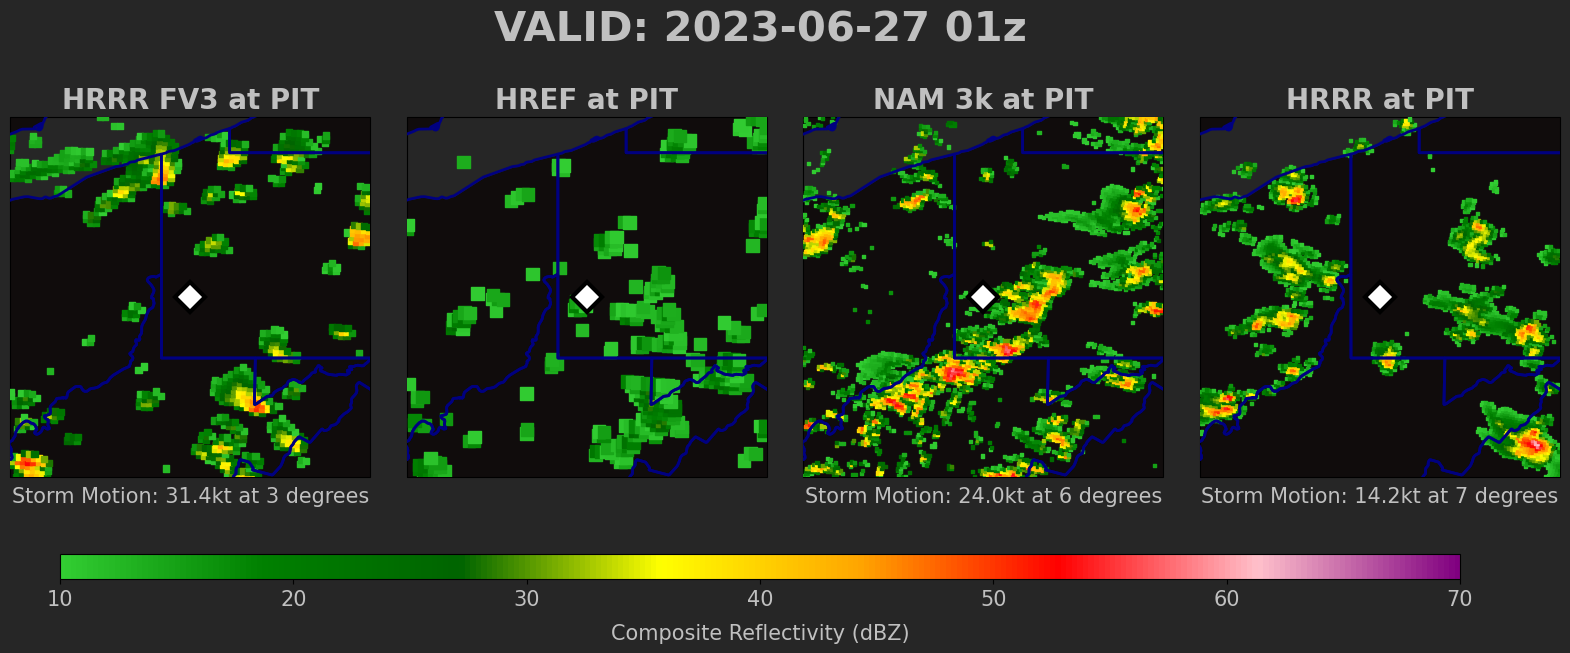 VALID: 2023-06-27 01z
HRRR FV3 at PIT
HREF at PIT
NAM 3k at PIT
HRRR at PIT
Storm Motion: 31.4kt at 3 degrees
Storm Motion: 24.0kt at 6 degrees
Storm Motion: 14.2kt at 7 degrees
10 20 30 40 50 60 70
Composite Reflectivity (dBZ)